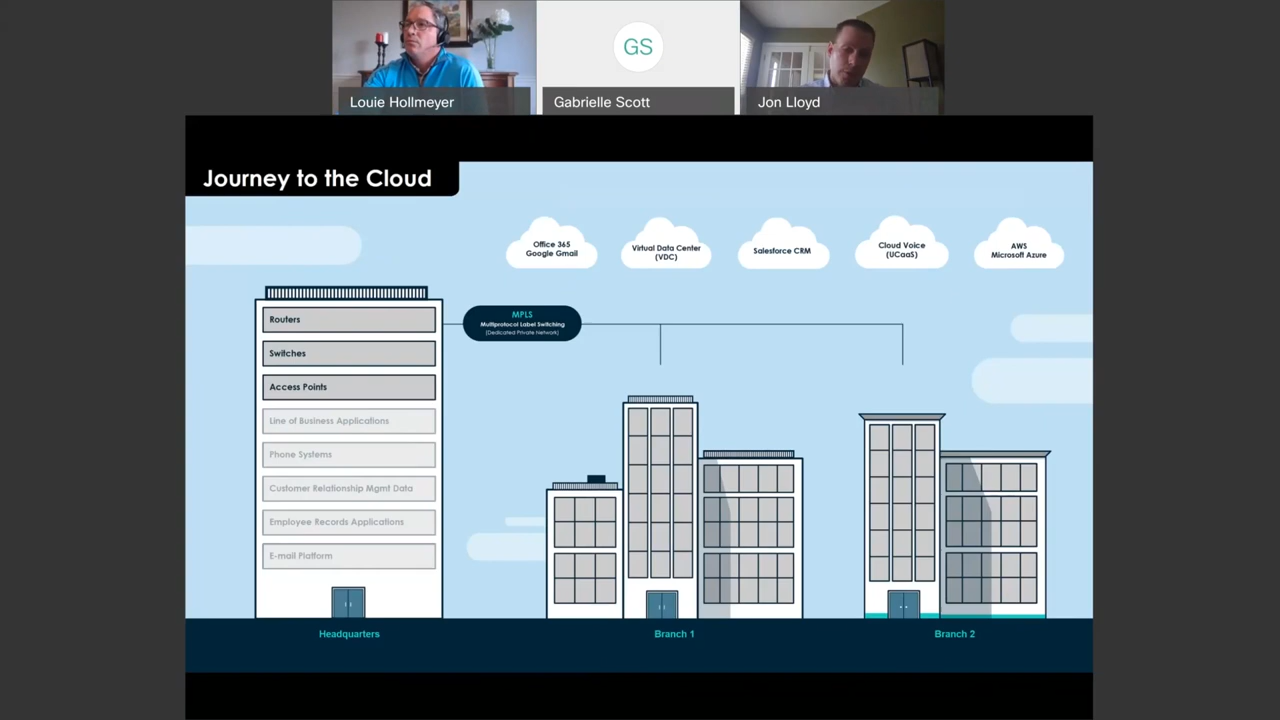 GS
Louie Hollmeyer
Gabrielle Scott
Jon Lloyd
Journey to the Cloud
Office 365
Google Gmail
Virtual Data Center
(VDC)
Salesforce CRM
Cloud Voice
(UCaaS)
AWS
Microsoft Azure
MPLS
Multiprotocol Label Switching
(Dedicated Private Network)
Routers
Switches
Access Points
Line of Business Applications
Phone Systems
Customer Relationship Mgmt Data
Employee Records Applications
E-mail Platform
Headquarters
Branch 1
Branch 2